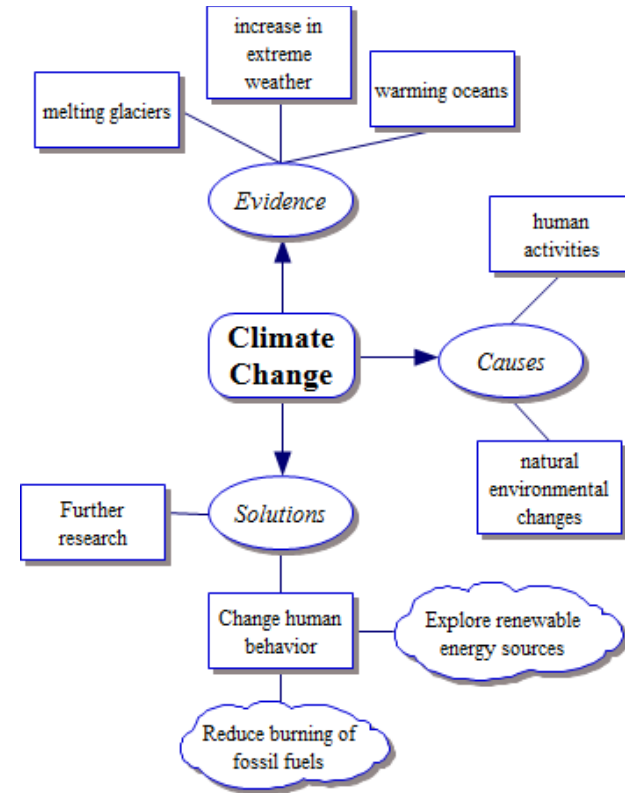 increase in
extreme
weather
melting glaciers
warming oceans
Evidence
human
activities
Climate
Change
Causes
natural
environmental
changes
Further
research
Solutions
Change human
behavior
Explore renewable
energy sources
Reduce burning of
fossil fuels